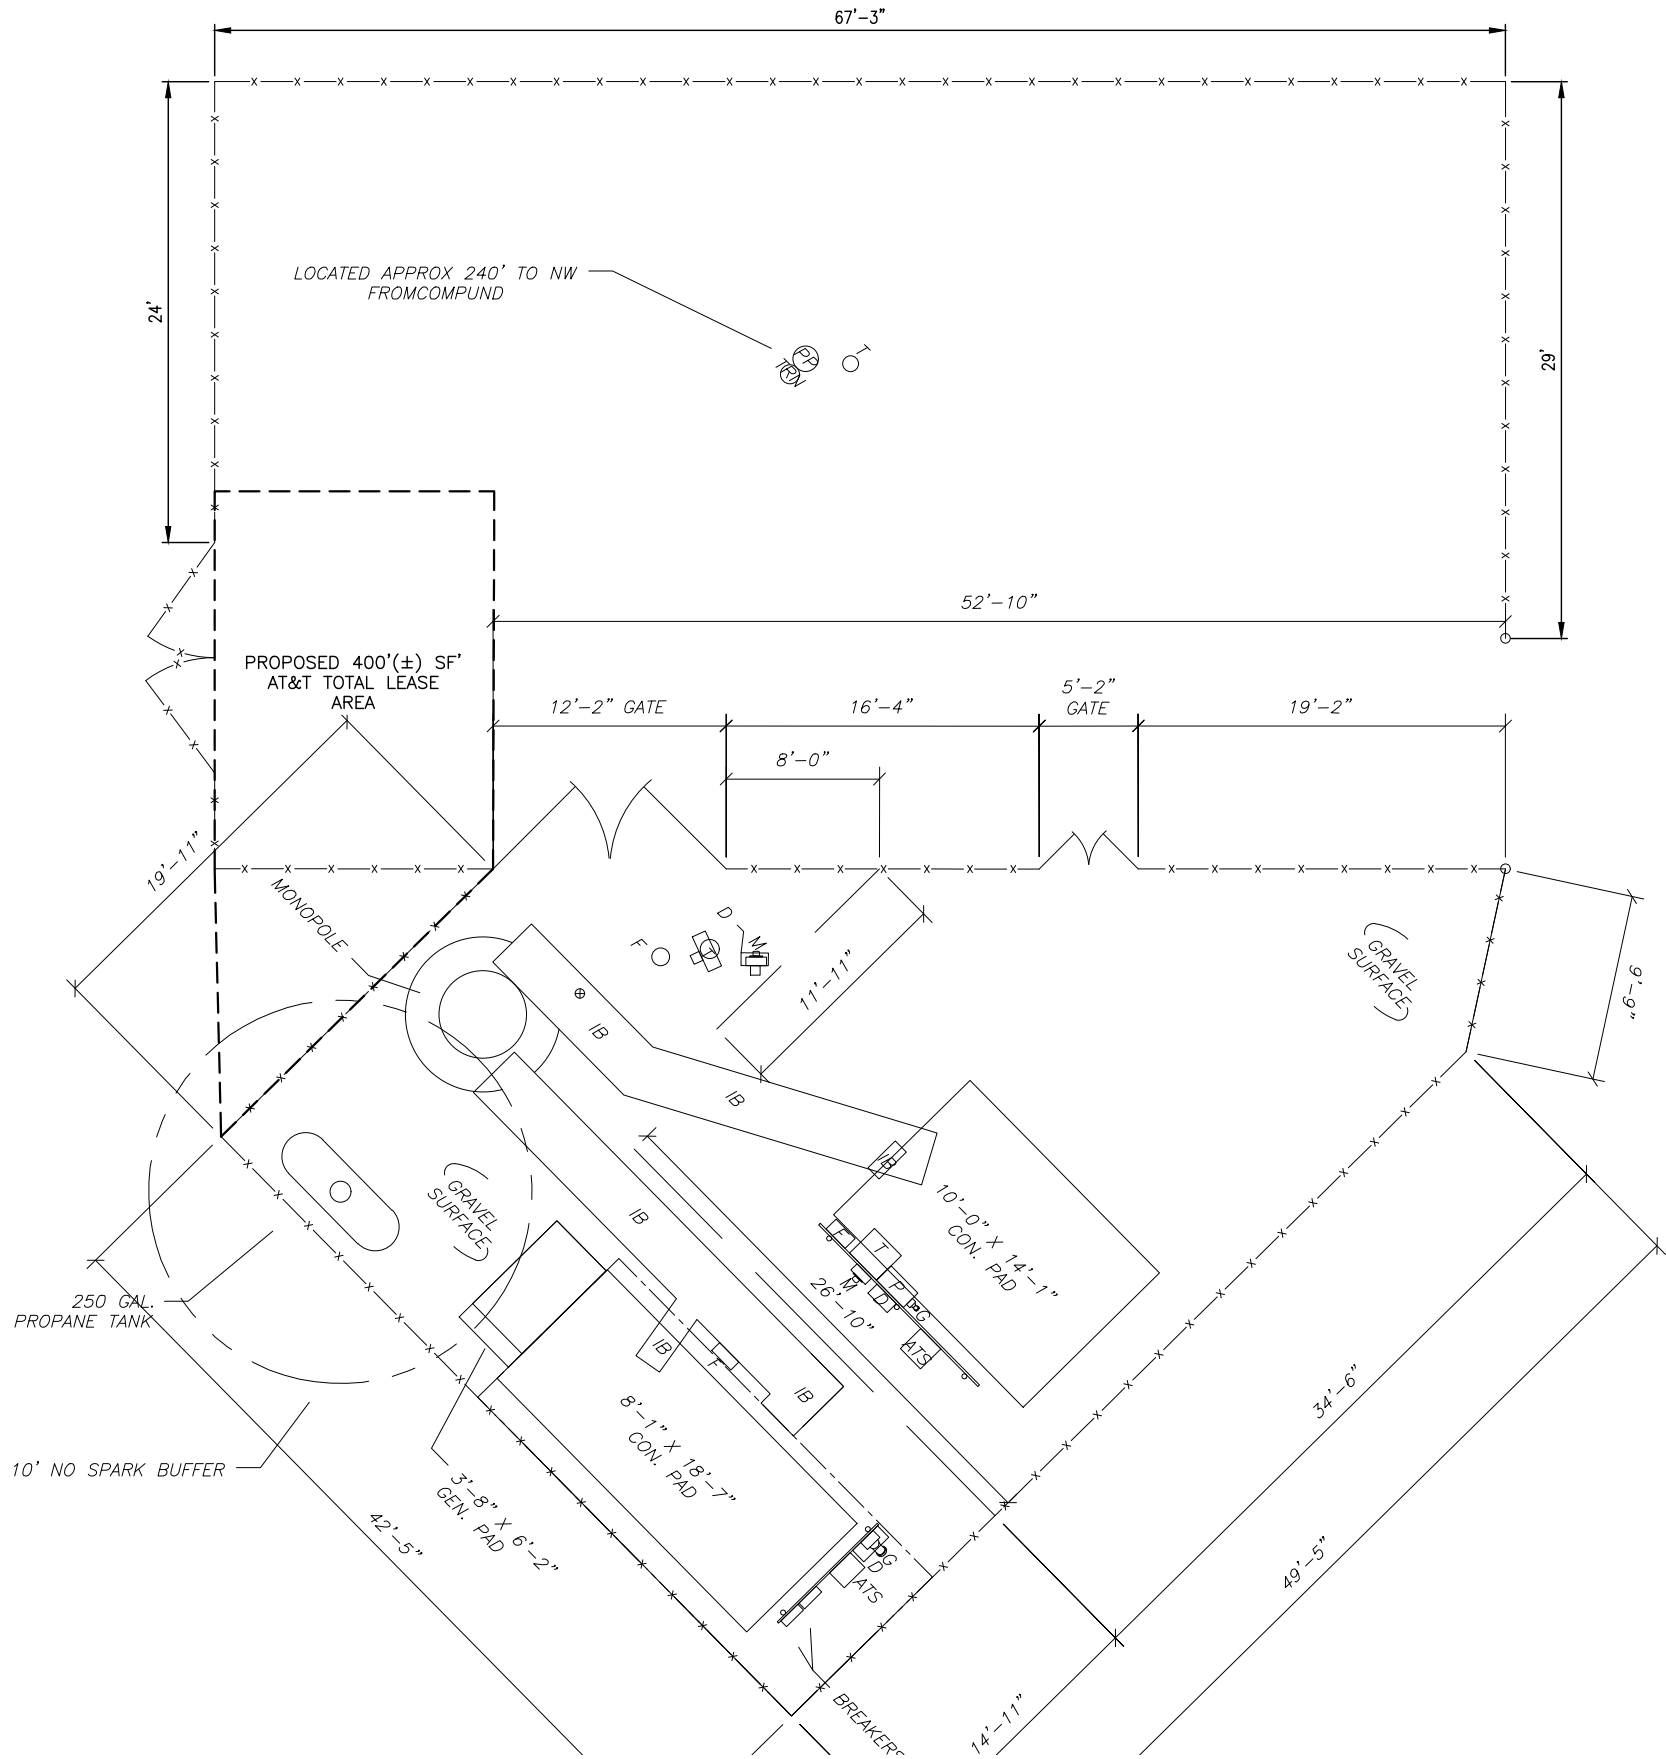 67'-3"
LOCATED APPROX 240' TO NW
FROMCOMPUND
24'
29'
PP
TRN
T
52'-10"
PROPOSED 400'(±) SF'
AT&T TOTAL LEASE
AREA
12'-2" GATE
16'-4"
5'-2"
GATE
19'-2"
8'-0"
19'-11"
MONOPOLE
F
T
D
M
11'-11"
GRAVEL
SURFACE
9'-9"
IB
IB
IB
GRAVEL
SURFACE
IB
10'-0" X 14'-1"
CON. PAD
F
T
M
D
P
G
ATS
26'-10"
250 GAL.
PROPANE TANK
IB
F
IB
8'-1" X 18'-7"
CON. PAD
34'-6"
10' NO SPARK BUFFER
3'-8" X 6'-2"
GEN. PAD
42'-5"
G
D
ATS
49'-5"
BREAKERS
14'-11"